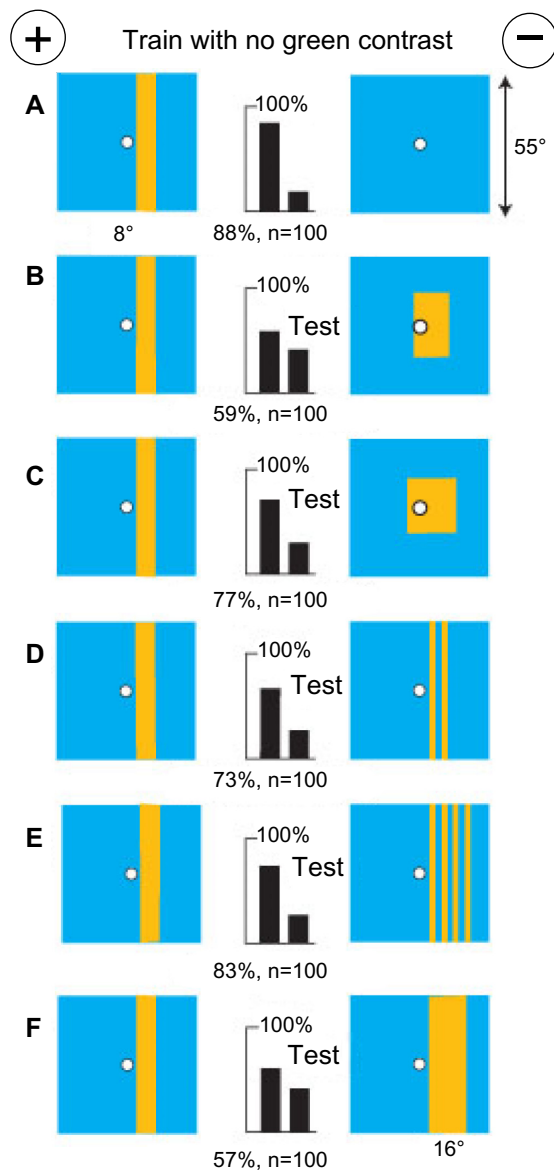 + Train with no green contrast −
A 100% 55°
8° 88%, n=100
B 100%
Test
59%, n=100
C 100%
Test
77%, n=100
D 100%
Test
73%, n=100
E 100%
Test
83%, n=100
F 100%
Test
57%, n=100 16°